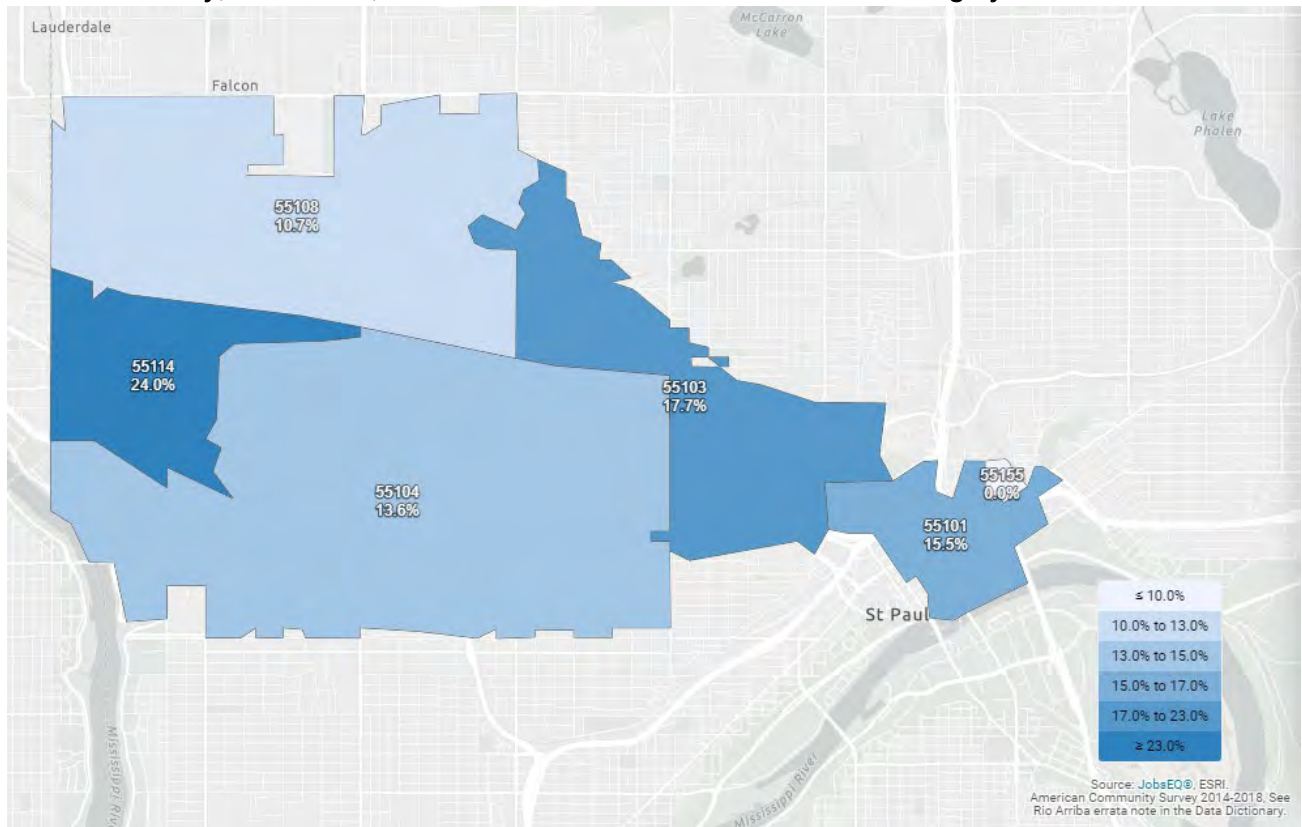 Lauderdale
McCarron
Lake
Falcon
Lake
Phalen
55108
10.7%
55114
24.0%
55103
17.7%
55104
13.6%
55155
0.0%
55101
15.5%
St Paul
≤ 10.0%
10.0% to 13.0%
13.0% to 15.0%
15.0% to 17.0%
17.0% to 23.0%
≥ 23.0%
Mississippi River
Mississippi River
Mississippi River
Source: JobsEQ®, ESRI.
American Community Survey 2014-2018, See
Rio Arriba errata note in the Data Dictionary.